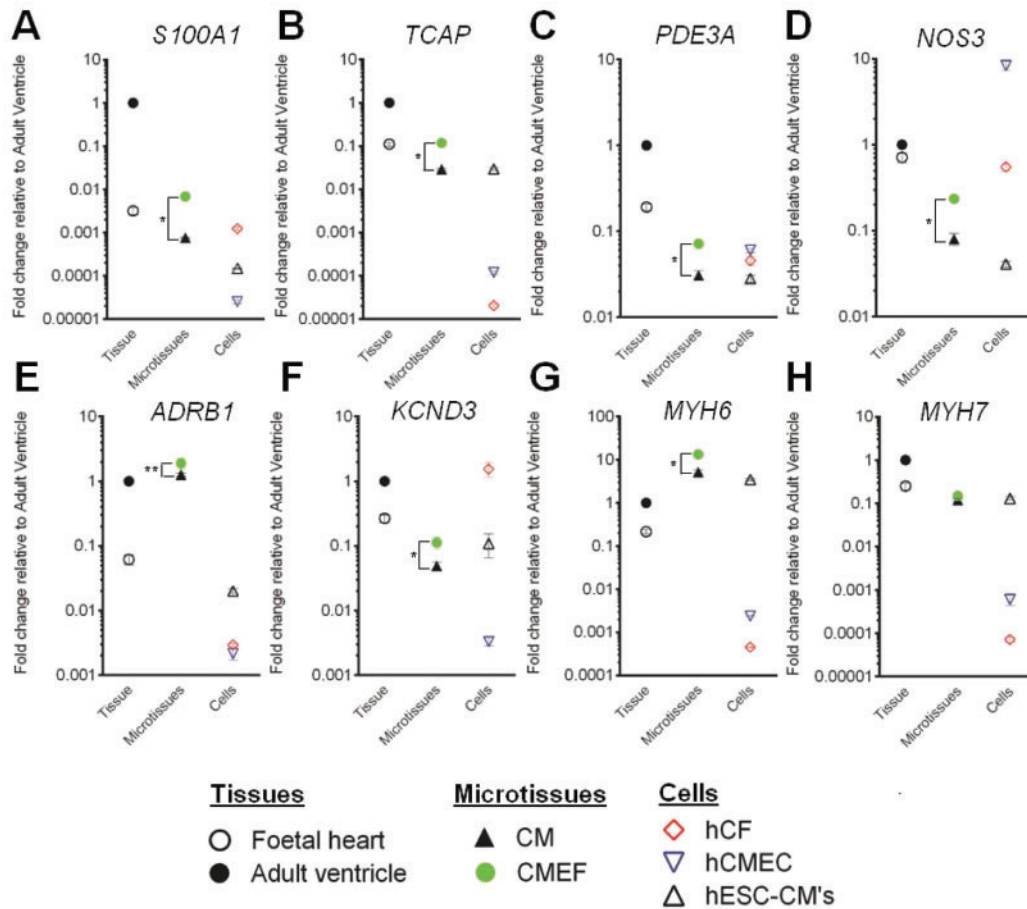 A
S100A1
Fold change relative to Adult Ventricle
10
1
0.1
0.01
0.001
0.0001
0.00001
*
Tissue
Microtissues
Cells
B
TCAP
Fold change relative to Adult Ventricle
10
1
0.1
0.01
0.001
0.0001
0.00001
*
Tissue
Microtissues
Cells
C
PDE3A
Fold change relative to Adult Ventricle
10
1
0.1
0.01
*
Tissue
Microtissues
Cells
D
NOS3
Fold change relative to Adult Ventricle
10
1
0.1
0.01
*
Tissue
Microtissues
Cells
E
ADRB1
Fold change relative to Adult Ventricle
10
1
0.1
0.01
0.001
**
Tissue
Microtissues
Cells
F
KCND3
Fold change relative to Adult Ventricle
10
1
0.1
0.01
0.001
*
Tissue
Microtissues
Cells
G
MYH6
Fold change relative to Adult Ventricle
100
10
1
0.1
0.01
0.001
0.0001
*
Tissue
Microtissues
Cells
H
MYH7
Fold change relative to Adult Ventricle
10
1
0.1
0.01
0.001
0.0001
0.00001
Tissue
Microtissues
Cells
Tissues
Foetal heart
Adult ventricle
Microtissues
CM
CMEF
Cells
hCF
hCMEC
hESC-CM's